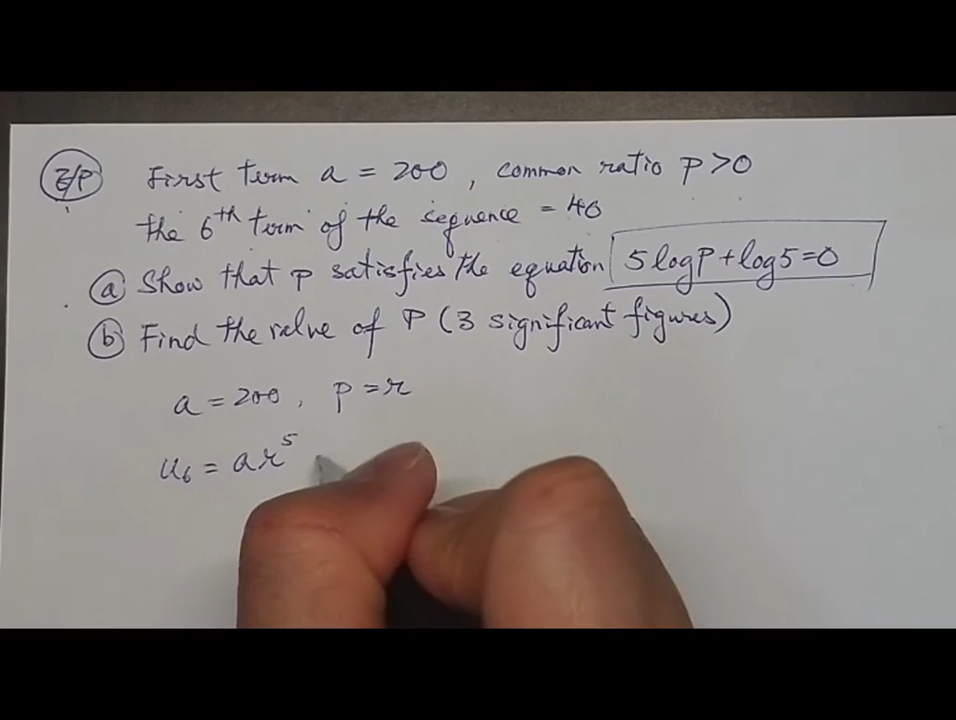 E/P First term a = 200 , common ratio p > 0
the 6th term of the sequence = 40
(a) Show that p satisfies the equation 5 log P + log 5 = 0
(b) Find the value of P (3 significant figures)
a = 200 , p = r
u₆ = ar⁵